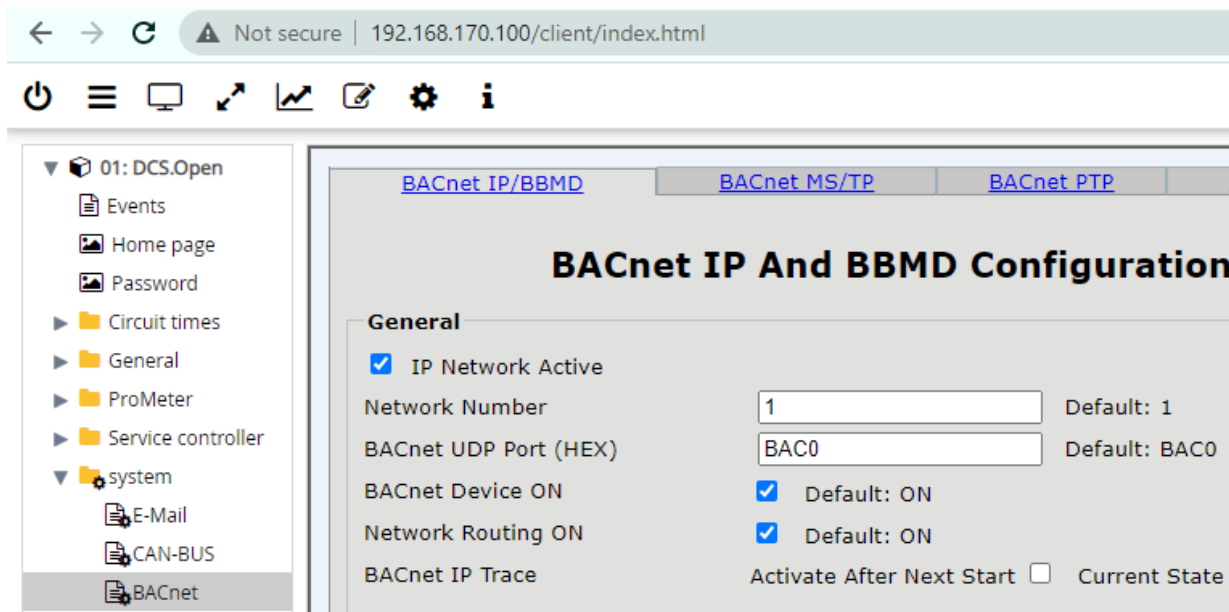 Not secure | 192.168.170.100/client/index.html
01: DCS.Open
Events
Home page
Password
Circuit times
General
ProMeter
Service controller
system
E-Mail
CAN-BUS
BACnet
BACnet IP/BBMD BACnet MS/TP BACnet PTP
BACnet IP And BBMD Configuration
General
IP Network Active
Network Number 1 Default: 1
BACnet UDP Port (HEX) BAC0 Default: BAC0
BACnet Device ON Default: ON
Network Routing ON Default: ON
BACnet IP Trace Activate After Next Start Current State